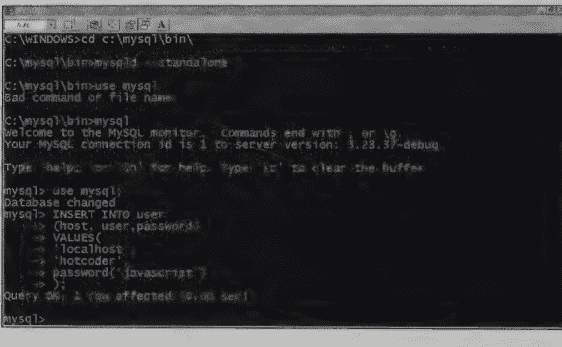 C:\WINDOWS>cd c:\mysql\bin\
C:\mysql\bin>mysqld --standalone
C:\mysql\bin>use mysql
Bad command or file name
C:\mysql\bin>mysql
Welcome to the MySQL monitor. Commands end with ; or \g.
Your MySQL connection id is 1 to server version: 3.23.37-debug
Type 'help;' or '\h' for help. Type '\c' to clear the buffer
mysql> use mysql;
Database changed
mysql> INSERT INTO user
-> (host, user,password)
-> VALUES(
-> 'localhost'
-> 'hotcoder'
-> password('javascript')
-> );
Query OK, 1 row affected (0.00 sec)
mysql>